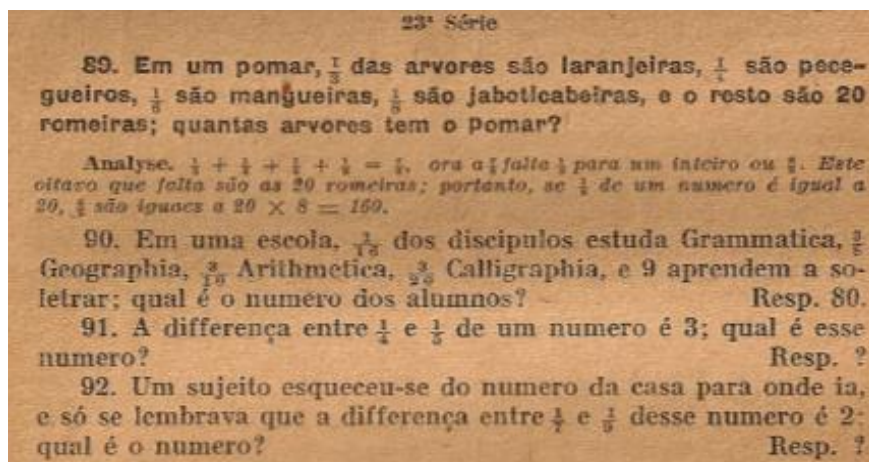 23ª Série
89. Em um pomar, 1/3 das arvores são laranjeiras, 1/4 são pece-
gueiros, 1/6 são mangueiras, 1/8 são jaboticabeiras, e o resto são 20
romeiras; quantas arvores tem o pomar?
Analyse. 1/3 + 1/4 + 1/6 + 1/8 = 7/8, ora a 7/8 falta 1/8 para um inteiro ou 8/8. Este
oitavo que falta são as 20 romeiras; portanto, se 1/8 de um numero é igual a
20, 8/8 são iguaes a 20 × 8 = 160.
90. Em uma escola, 1/16 dos discipulos estuda Grammatica, 3/8
Geographia, 3/10 Arithmetica, 3/20 Calligraphia, e 9 aprendem a so-
letrar; qual é o numero dos alumnos? Resp. 80.
91. A differença entre 1/4 e 1/5 de um numero é 3; qual é esse
numero? Resp. ?
92. Um sujeito esqueceu-se do numero da casa para onde ia,
e só se lembrava que a differença entre 1/7 e 1/9 desse numero é 2:
qual é o numero? Resp. ?